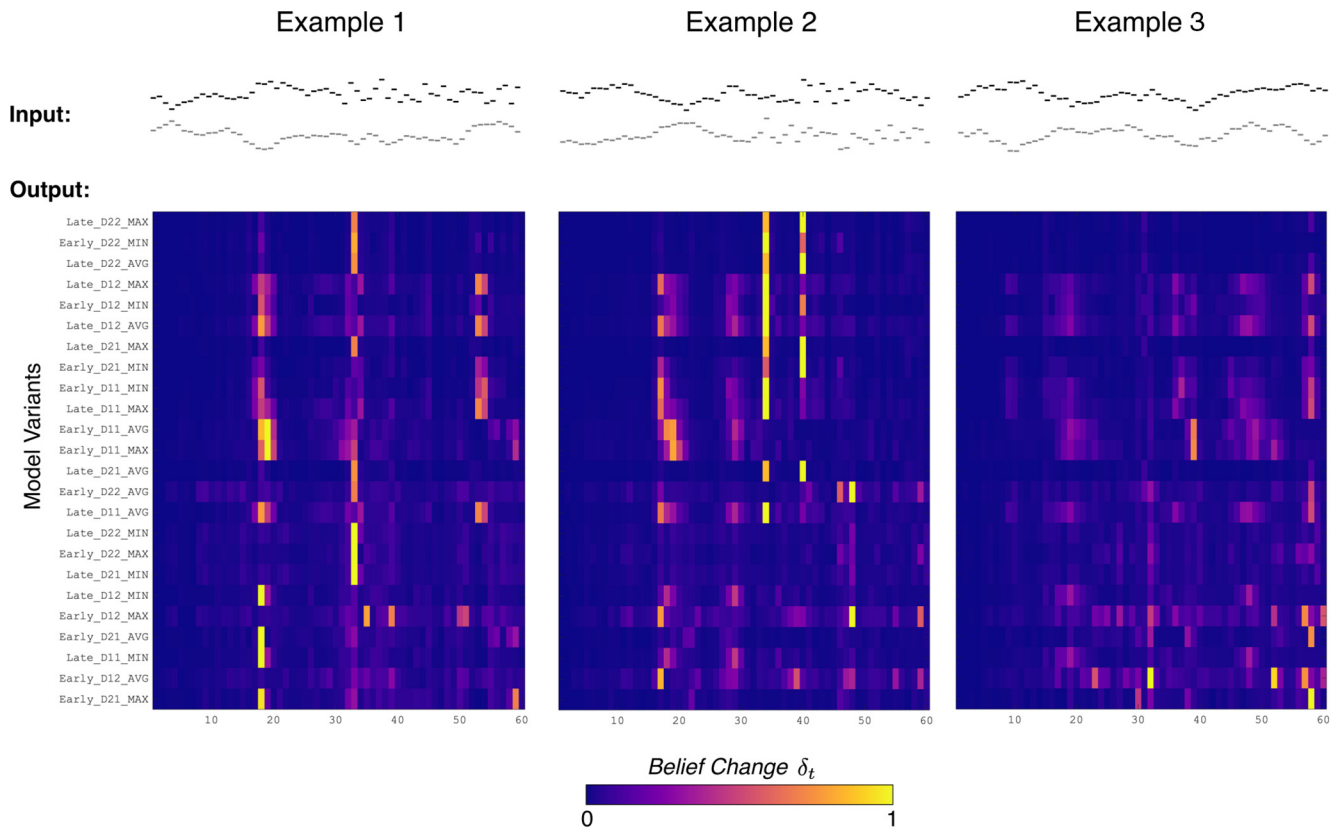 Example 1
Example 2
Example 3
Input:
Output:
Model Variants
Late_D22_MAX
Early_D22_MIN
Late_D22_AVG
Late_D12_MAX
Early_D12_MIN
Late_D12_AVG
Late_D21_MAX
Early_D21_MIN
Early_D11_MIN
Late_D11_MAX
Early_D11_AVG
Early_D11_MAX
Late_D21_AVG
Early_D22_AVG
Late_D11_AVG
Late_D22_MIN
Early_D22_MAX
Late_D21_MIN
Late_D12_MIN
Early_D12_MAX
Early_D21_AVG
Late_D11_MIN
Early_D12_AVG
Early_D21_MAX
10 20 30 40 50 60
10 20 30 40 50 60
10 20 30 40 50 60
Belief Change δt
0 1